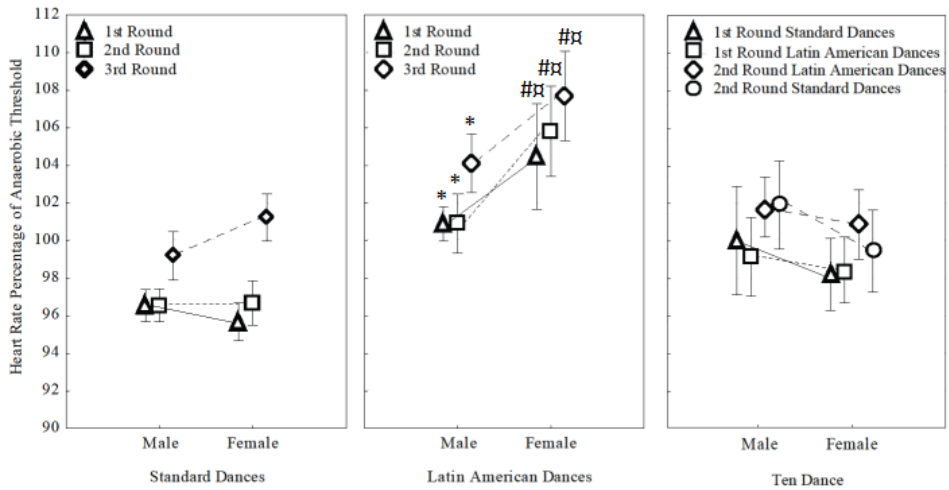 Heart Rate Percentage of Anaerobic Threshold
112
110
108
106
104
102
100
98
96
94
92
90
1st Round
2nd Round
3rd Round
Male Female
Standard Dances
1st Round
2nd Round
3rd Round
*
*
*
#¤
#¤
#¤
Male Female
Latin American Dances
1st Round Standard Dances
1st Round Latin American Dances
2nd Round Latin American Dances
2nd Round Standard Dances
Male Female
Ten Dance